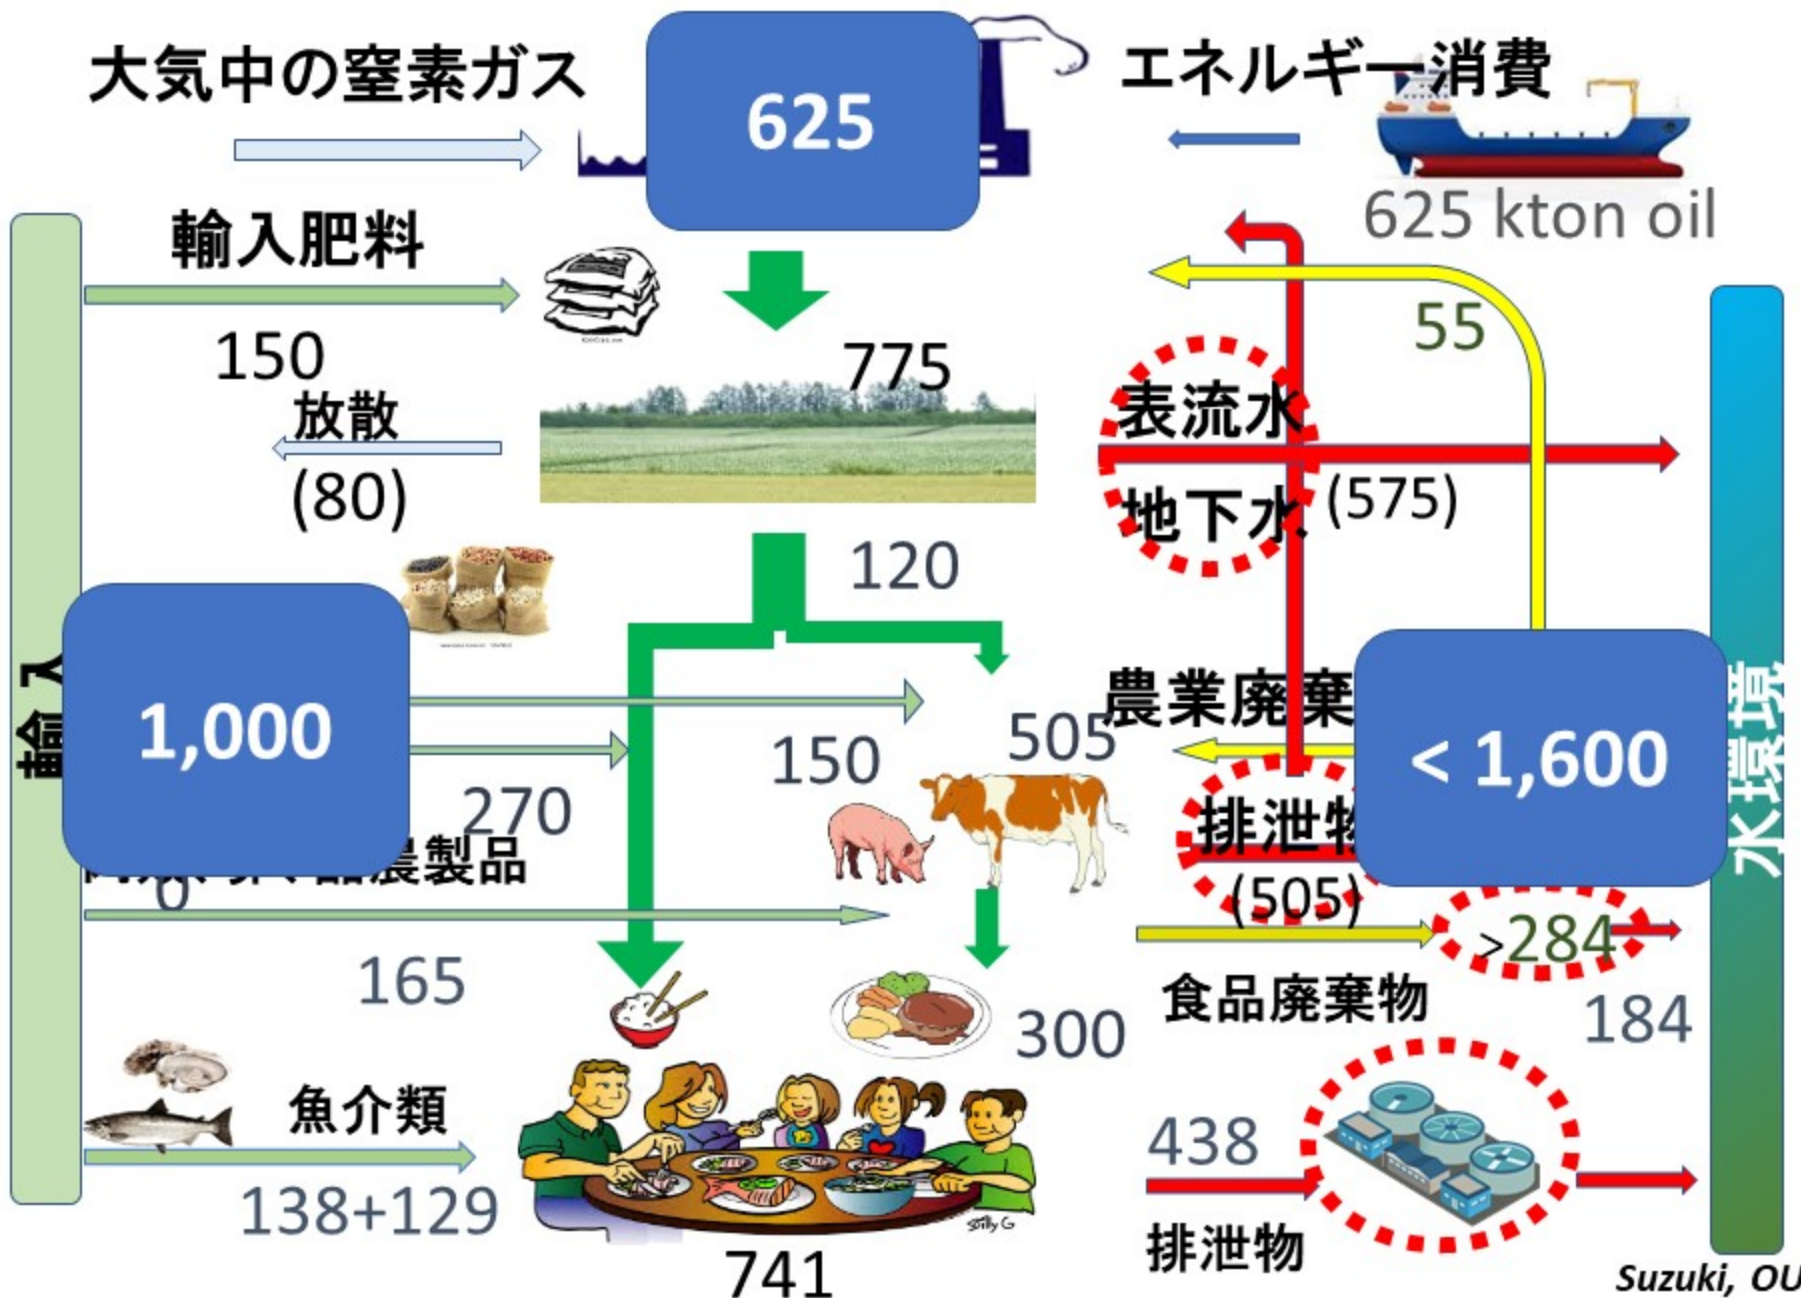 大気中の窒素ガス
625
エネルギー消費
625 kton oil
輸入肥料
150
775
55
放散
(80)
表流水
地下水
(575)
120
輸入
1,000
270
150
505
農業廃棄
< 1,600
排泄物
(505)
水環境
農製品
165
300
>284
食品廃棄物
184
魚介類
138+129
741
438
排泄物
Suzuki, OU